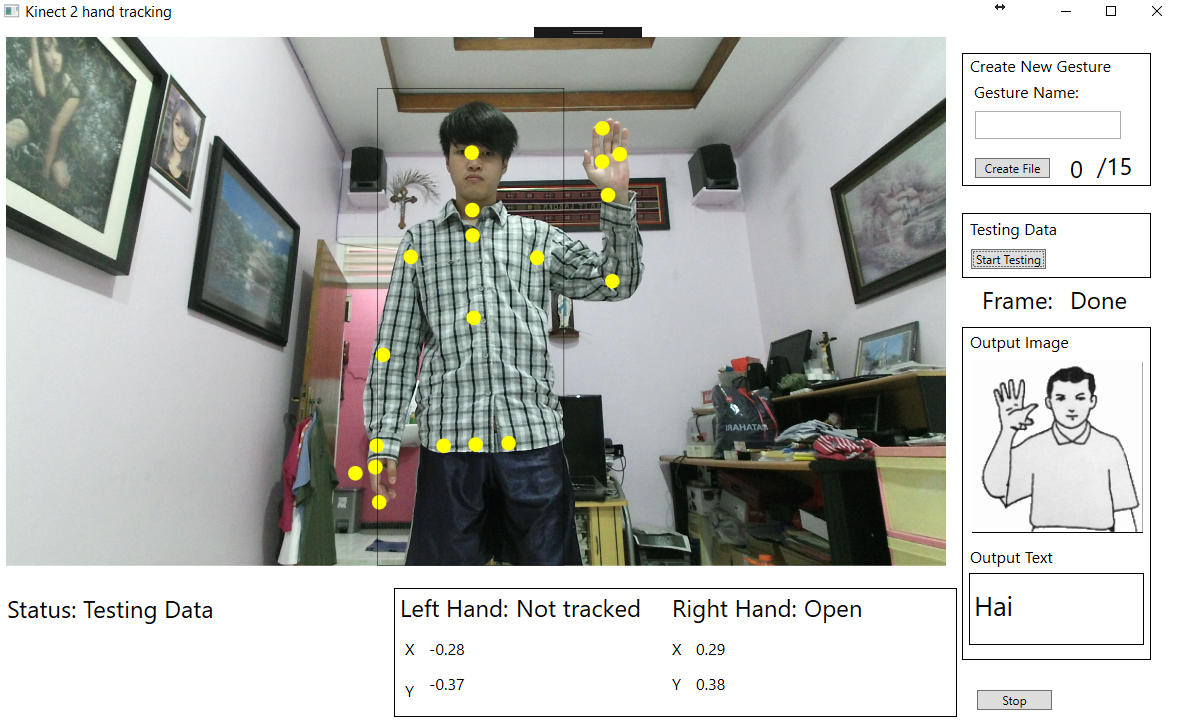 Kinect 2 hand tracking
Create New Gesture
Gesture Name:
Create File 0 /15
Testing Data
Start Testing
Frame: Done
Output Image
Output Text
Hai
Stop
MATAHARI
Status: Testing Data
Left Hand: Not tracked
X -0.28
Y -0.37
Right Hand: Open
X 0.29
Y 0.38